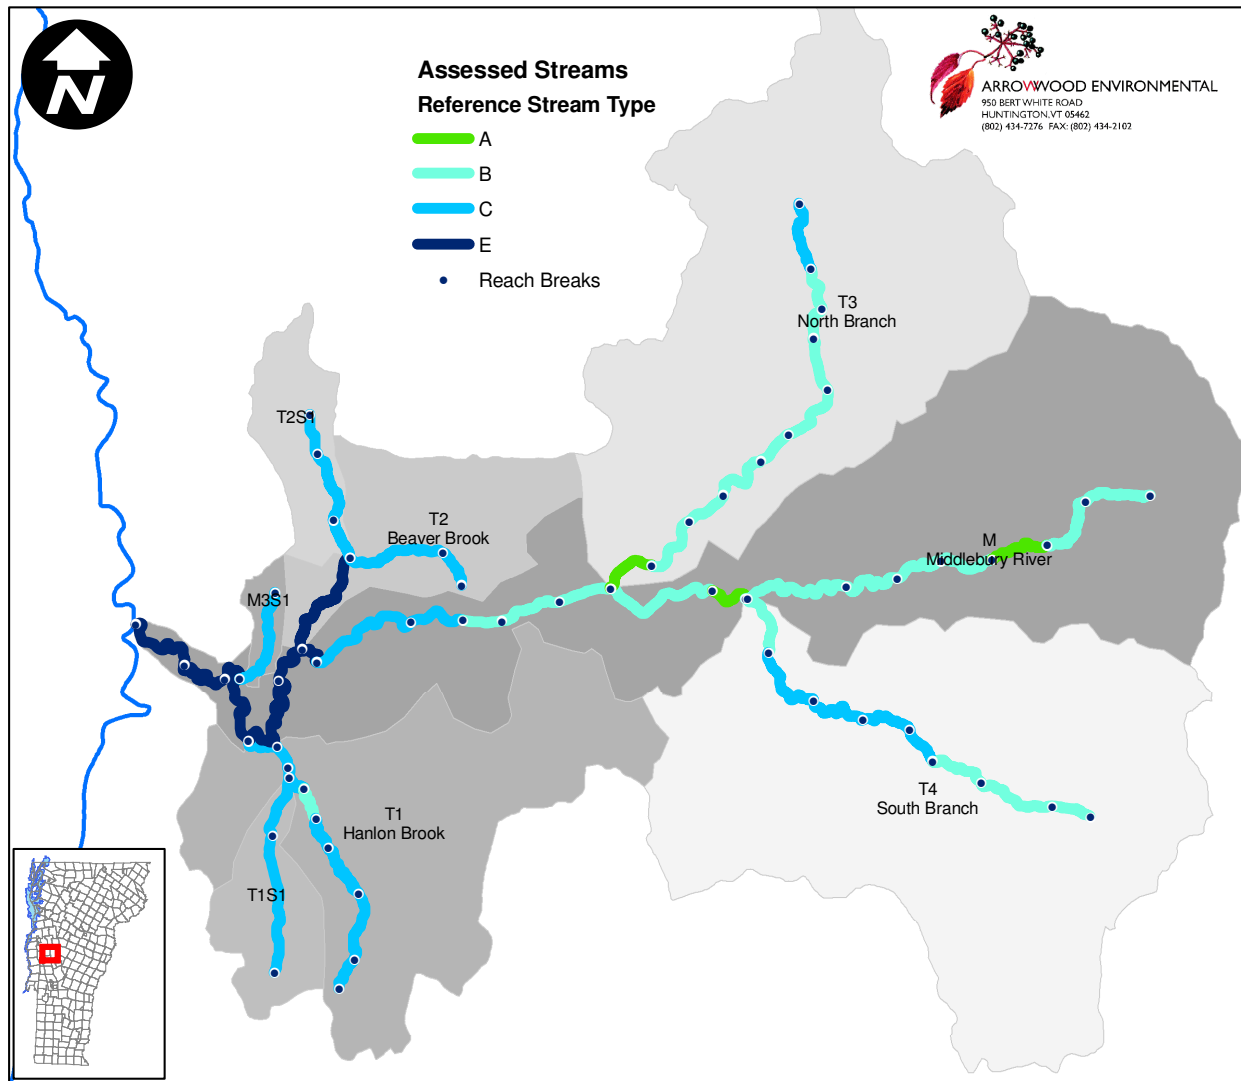 N
Assessed Streams
Reference Stream Type
A
B
C
E
Reach Breaks
ARROWWOOD ENVIRONMENTAL
950 BERT WHITE ROAD
HUNTINGTON, VT 05462
(802) 434-7276 FAX: (802) 434-2102
T3
North Branch
T2S1
T2
Beaver Brook
M
Middlebury River
M3S1
T4
South Branch
T1
Hanlon Brook
T1S1